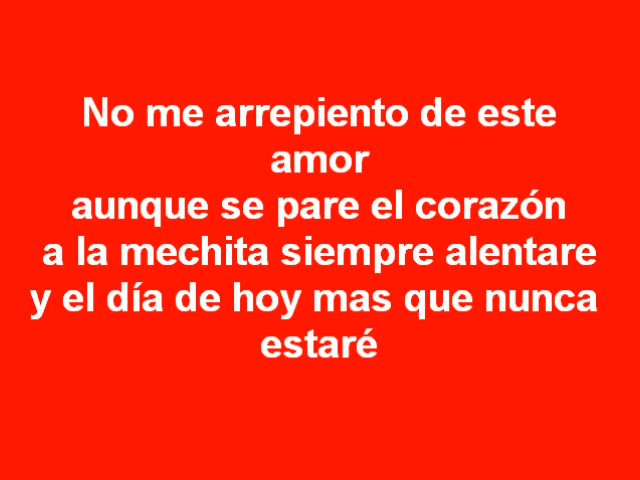 No me arrepiento de este
amor
aunque se pare el corazón
a la mechita siempre alentare
y el día de hoy mas que nunca
estaré